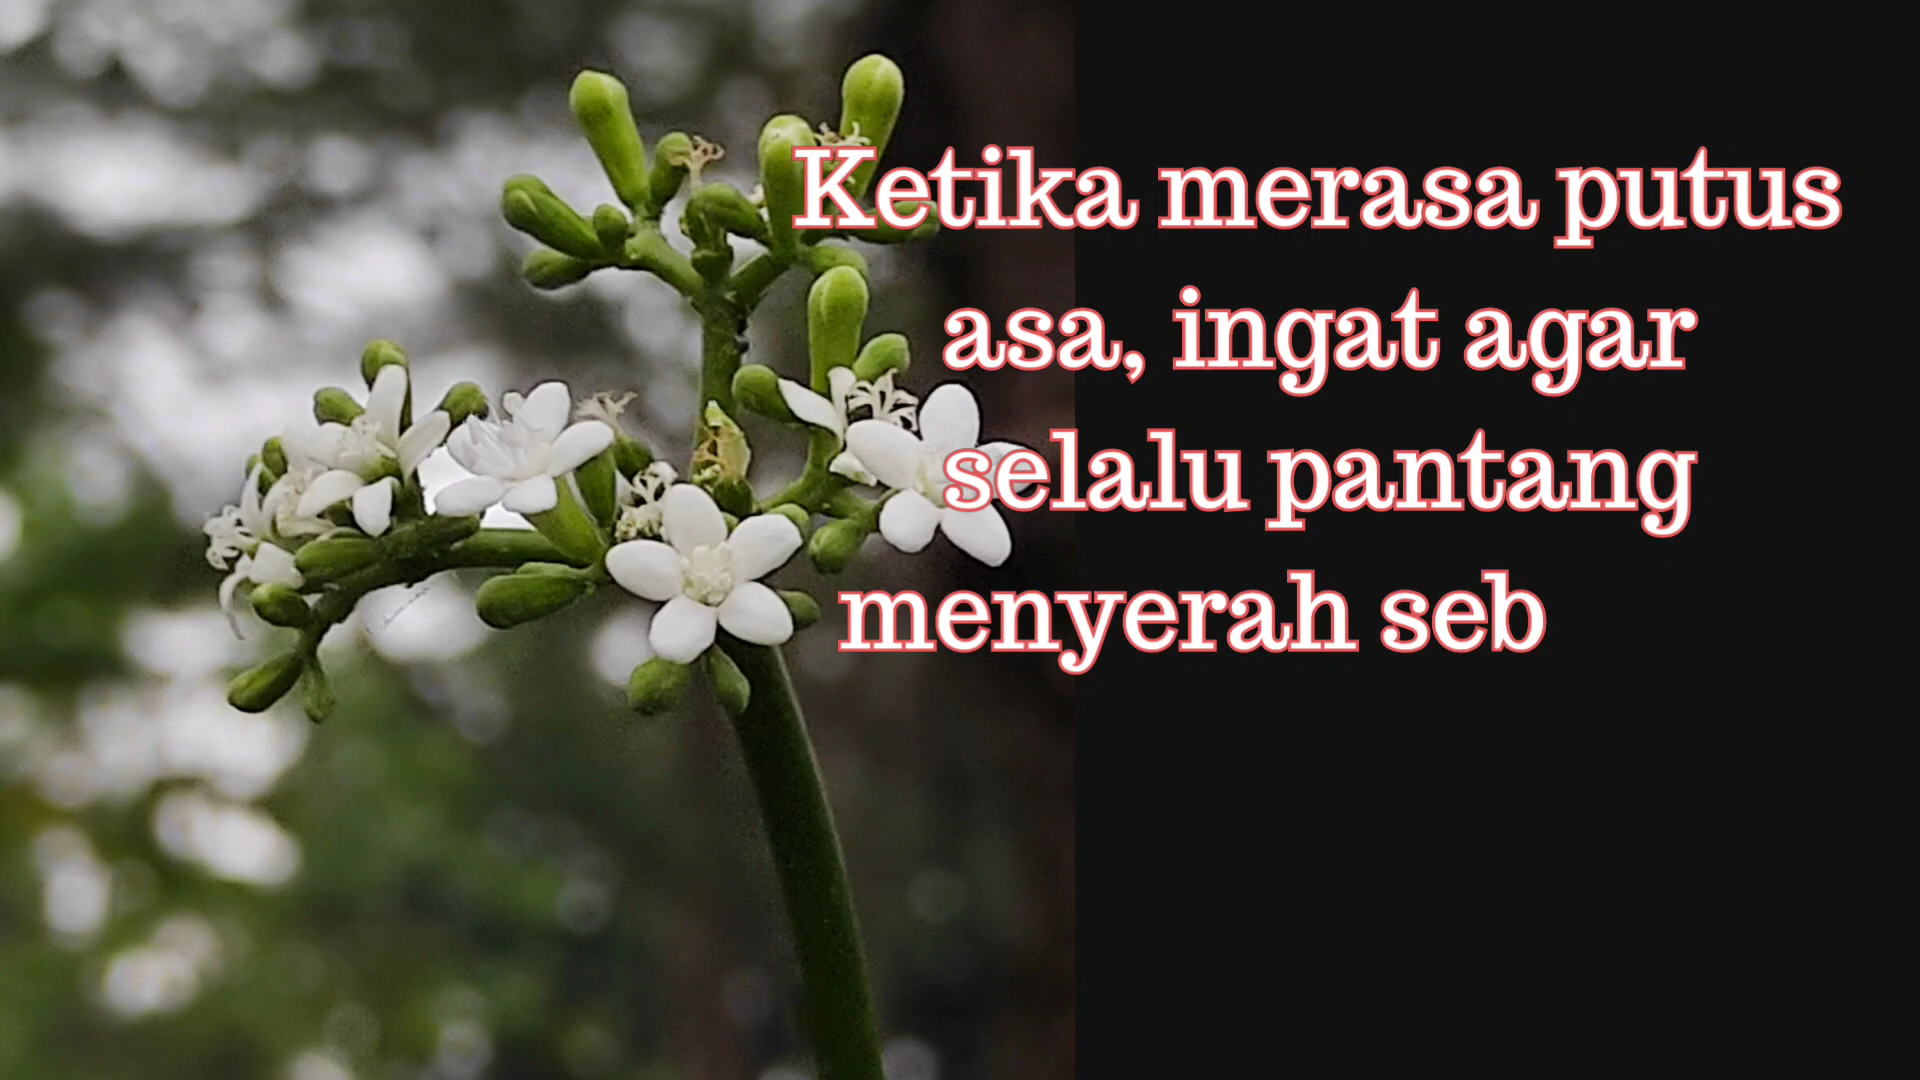 Ketika merasa putus
asa, ingat agar
selalu pantang
menyerah seb